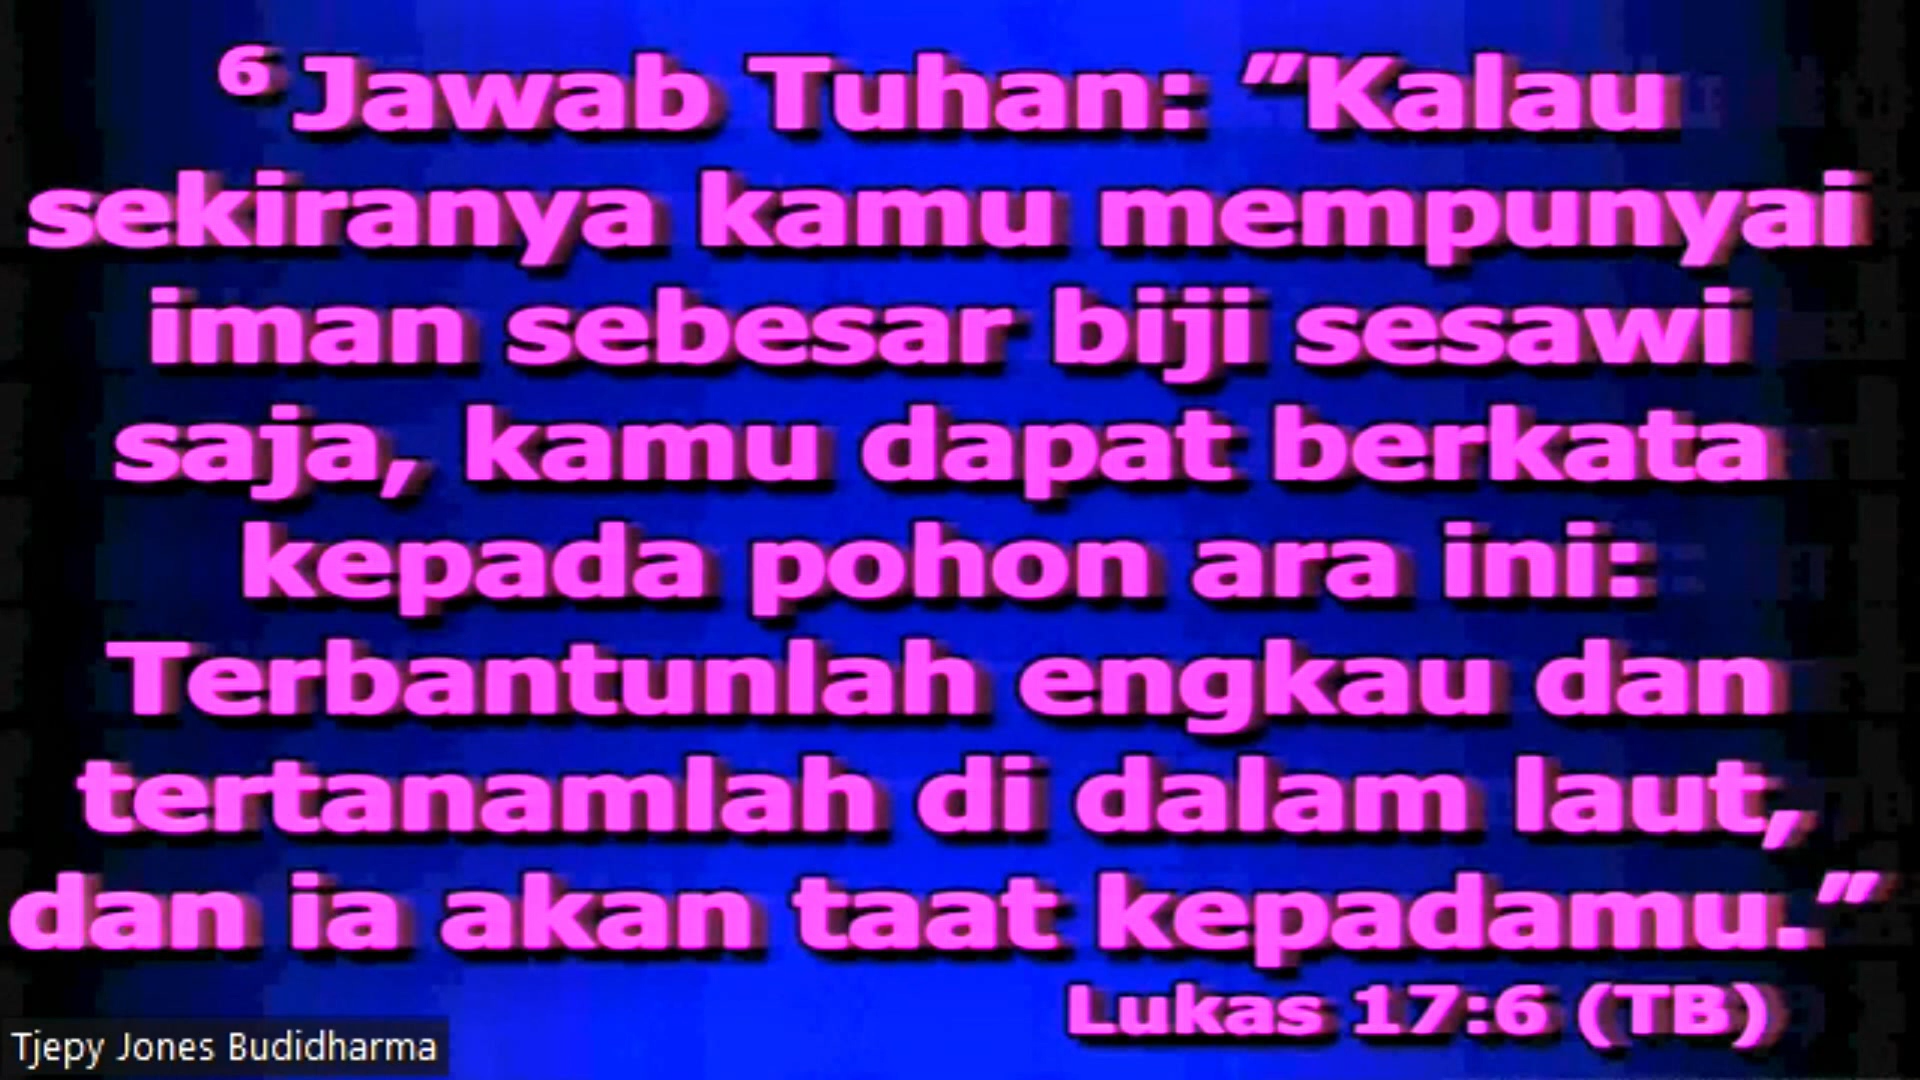 6 Jawab Tuhan: "Kalau
sekiranya kamu mempunyai
iman sebesar biji sesawi
saja, kamu dapat berkata
kepada pohon ara ini:
Terbantunlah engkau dan
tertanamlah di dalam laut,
dan ia akan taat kepadamu."
Lukas 17:6 (TB)
Tjepy Jones Budidharma